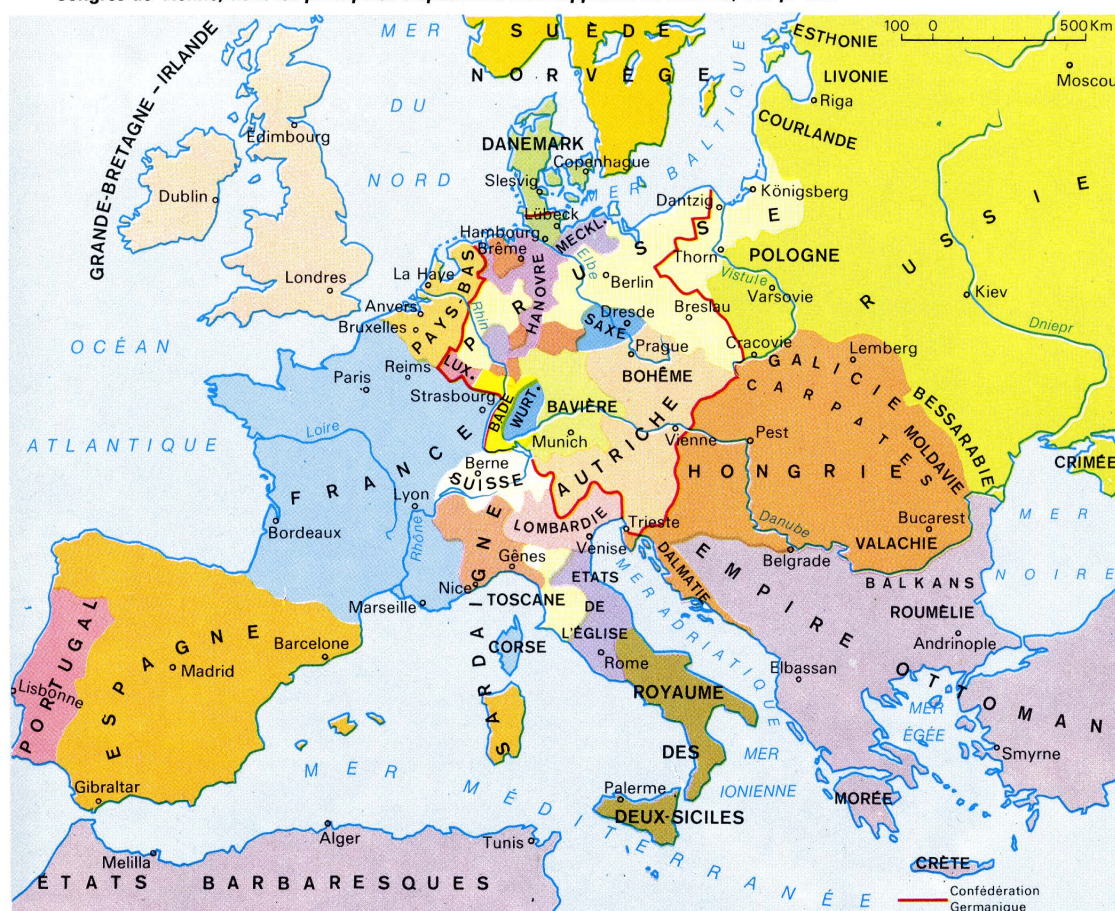 MER
DU
NORD
SUÈDE
NORVÈGE
MER BALTIQUE
ESTHONIE
100 0 500 Km
Moscou
LIVONIE
Riga
COURLANDE
GRANDE-BRETAGNE - IRLANDE
Édimbourg
Dublin
Londres
DANEMARK
Copenhague
Slesvig
Lübeck
Hambourg
Brême
MECKL.
Dantzig
Königsberg
Thorn
POLOGNE
RUSSIE
Vistule
Varsovie
Kiev
Dniepr
La Haye
PAYS-BAS
Anvers
Bruxelles
Rhin
HANOVRE
Elbe
PRUSSE
Berlin
Breslau
Dresde
SAXE
Prague
Cracovie
GALICIE
Lemberg
OCÉAN
ATLANTIQUE
Paris
Reims
LUX.
Strasbourg
BADE
WURT.
BOHÊME
BAVIÈRE
Munich
Vienne
Pest
CARPATES
MOLDAVIE
BESSARABIE
CRIMÉE
Loire
FRANCE
Berne
SUISSE
AUTRICHE
HONGRIE
Lyon
Bordeaux
Rhône
LOMBARDIE
Trieste
Venise
Danube
Belgrade
Bucarest
VALACHIE
MER
NOIRE
Gênes
Nice
Marseille
TOSCANE
ETATS
DE
L'ÉGLISE
Rome
DALMATIE
MER ADRIATIQUE
EMPIRE OTTOMAN
BALKANS
ROUMÈLIE
Andrinople
Elbassan
CORSE
SARDAIGNE
PORTUGAL
Lisbonne
ESPAGNE
Madrid
Barcelone
Gibraltar
ROYAUME
DES
DEUX-SICILES
Palerme
MER
IONIENNE
MER
ÉGÉE
Smyrne
MORÉE
CRÈTE
MER MÉDITERRANÉE
Melilla
Alger
Tunis
ÉTATS BARBARESQUES
Confédération
Germanique